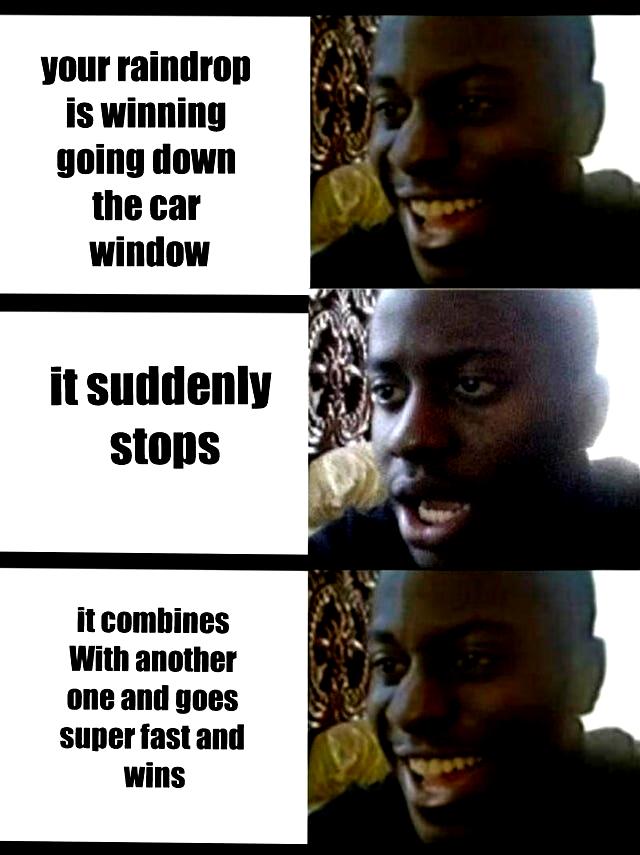 your raindrop
is winning
going down
the car
window
it suddenly
stops
it combines
With another
one and goes
super fast and
wins